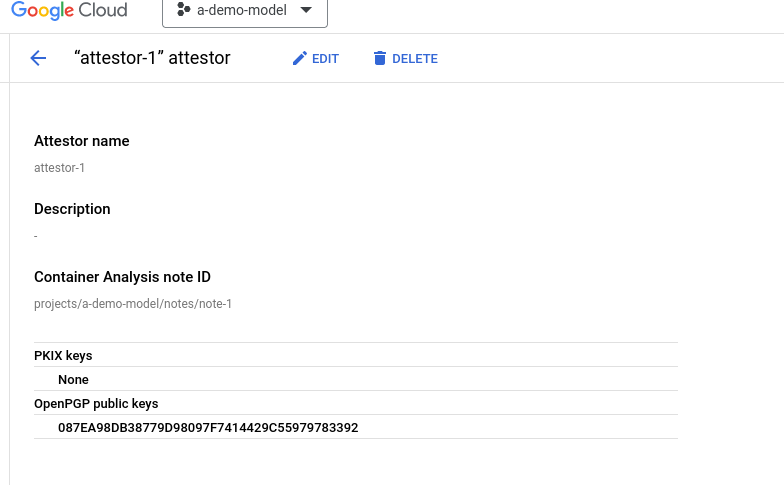 Google Cloud
a-demo-model
“attestor-1” attestor
EDIT
DELETE
Attestor name
attestor-1
Description
-
Container Analysis note ID
projects/a-demo-model/notes/note-1
PKIX keys
None
OpenPGP public keys
087EA98DB38779D98097F7414429C55979783392